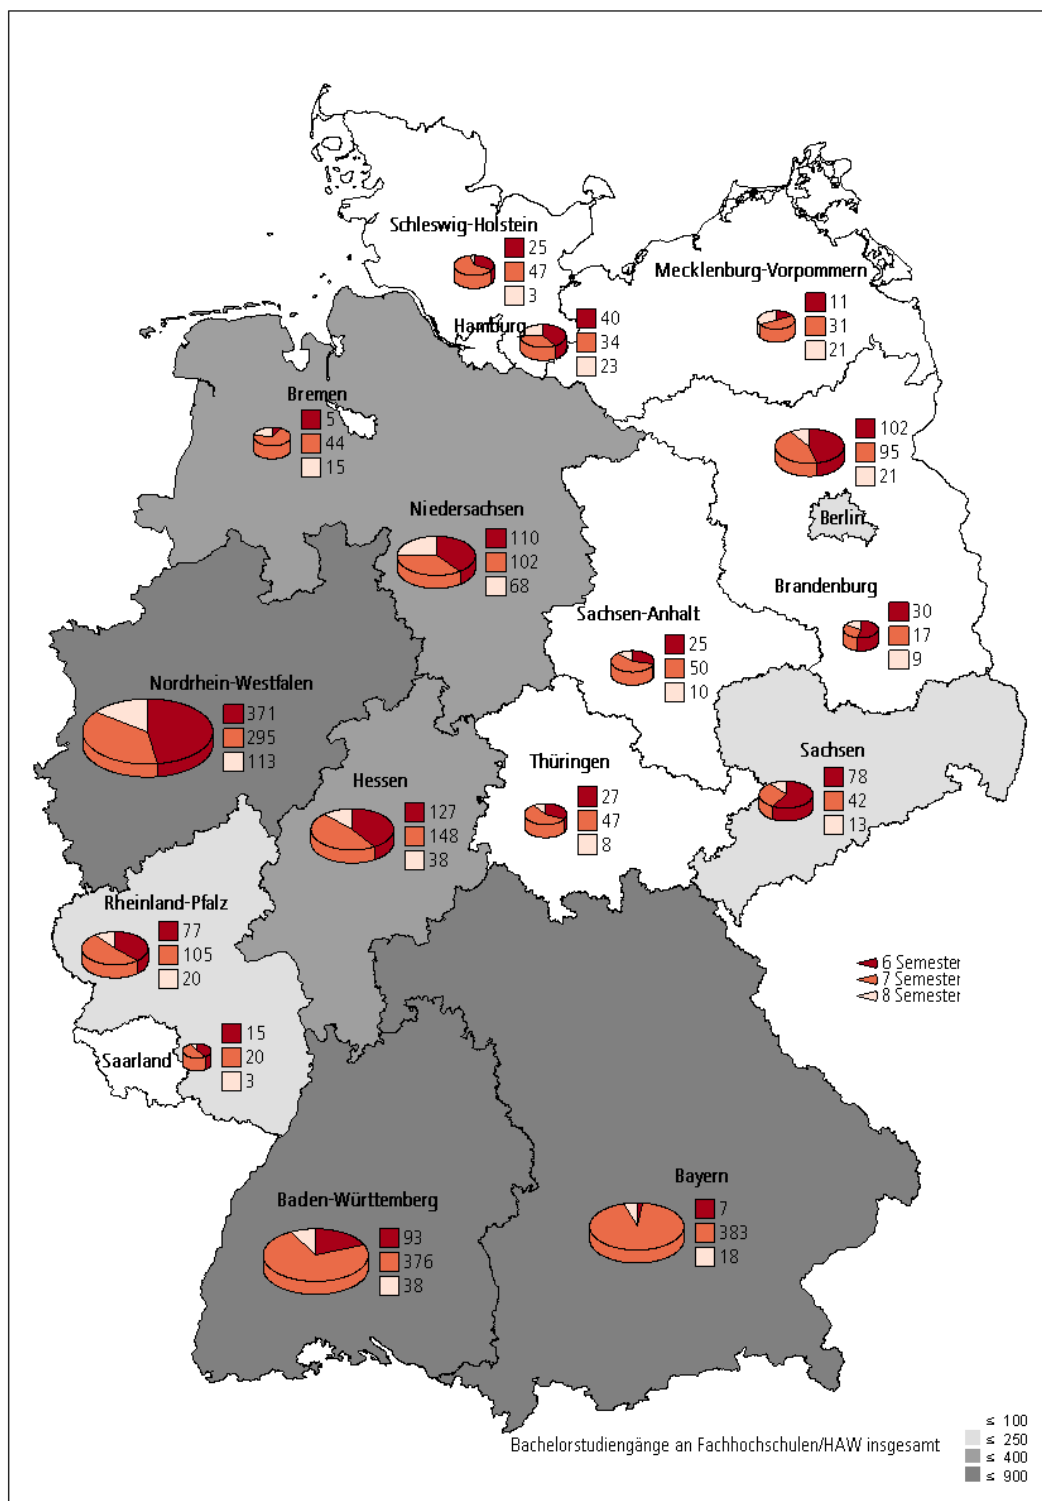 Schleswig-Holstein
25
47
3
Mecklenburg-Vorpommern
11
31
21
Hamburg
40
34
23
Bremen
5
44
15
102
95
21
Berlin
Niedersachsen
110
102
68
Brandenburg
30
17
9
Sachsen-Anhalt
25
50
10
Nordrhein-Westfalen
371
295
113
Sachsen
78
42
13
Thüringen
27
47
8
Hessen
127
148
38
Rheinland-Pfalz
77
105
20
6 Semester
7 Semester
8 Semester
Saarland
15
20
3
Bayern
7
383
18
Baden-Württemberg
93
376
38
Bachelorstudiengänge an Fachhochschulen/HAW insgesamt
≤ 100
≤ 250
≤ 400
≤ 900